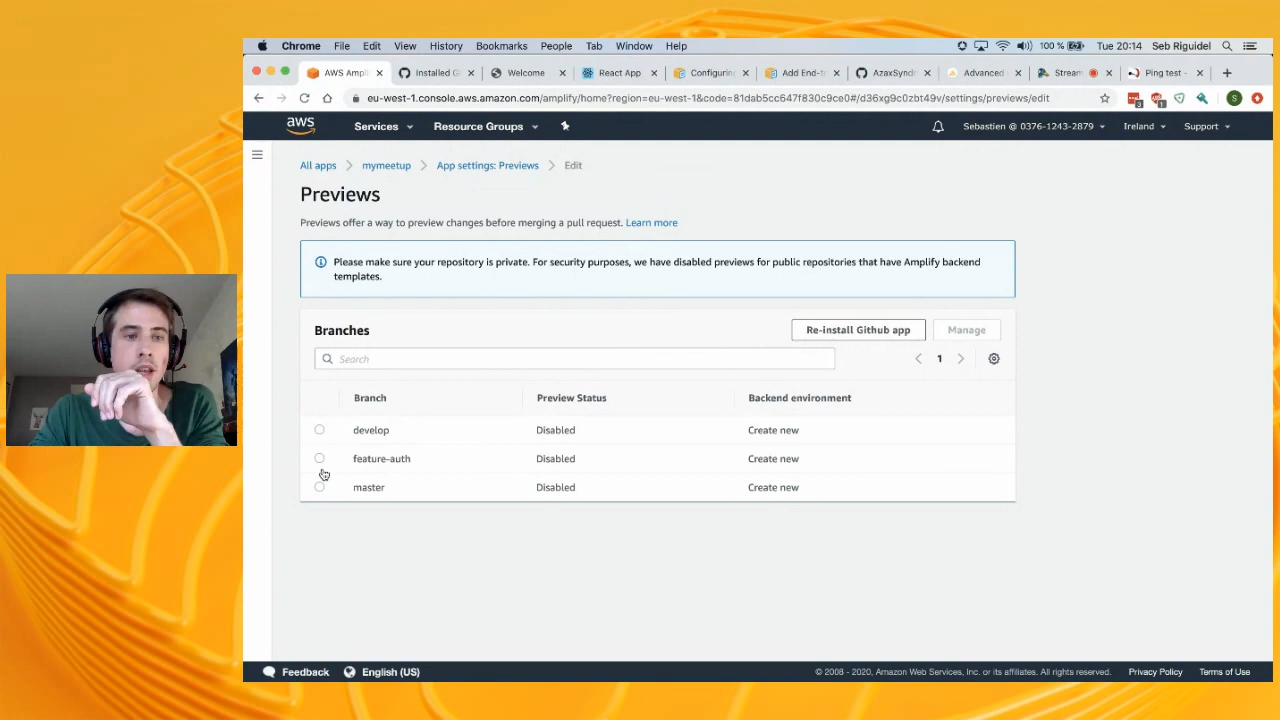 Chrome File Edit View History Bookmarks People Tab Window Help 100 % Tue 20:14 Seb Riguidel
AWS Ampli Installed G Welcome React App Configurin Add End-t AzaxSynd Advanced Stream Ping test -
eu-west-1.console.aws.amazon.com/amplify/home?region=eu-west-1&code=81dab5cc647f830c9ce0#/d36xg9c0zbt49v/settings/previews/edit
aws Services Resource Groups Sebastien @ 0376-1243-2879 Ireland Support
All apps mymeetup App settings: Previews Edit
Previews
Previews offer a way to preview changes before merging a pull request. Learn more
Please make sure your repository is private. For security purposes, we have disabled previews for public repositories that have Amplify backend
templates.
Branches Re-install Github app Manage
Search 1
Branch Preview Status Backend environment
develop Disabled Create new
feature-auth Disabled Create new
master Disabled Create new
Feedback English (US) © 2008 - 2020, Amazon Web Services, Inc. or its affiliates. All rights reserved. Privacy Policy Terms of Use